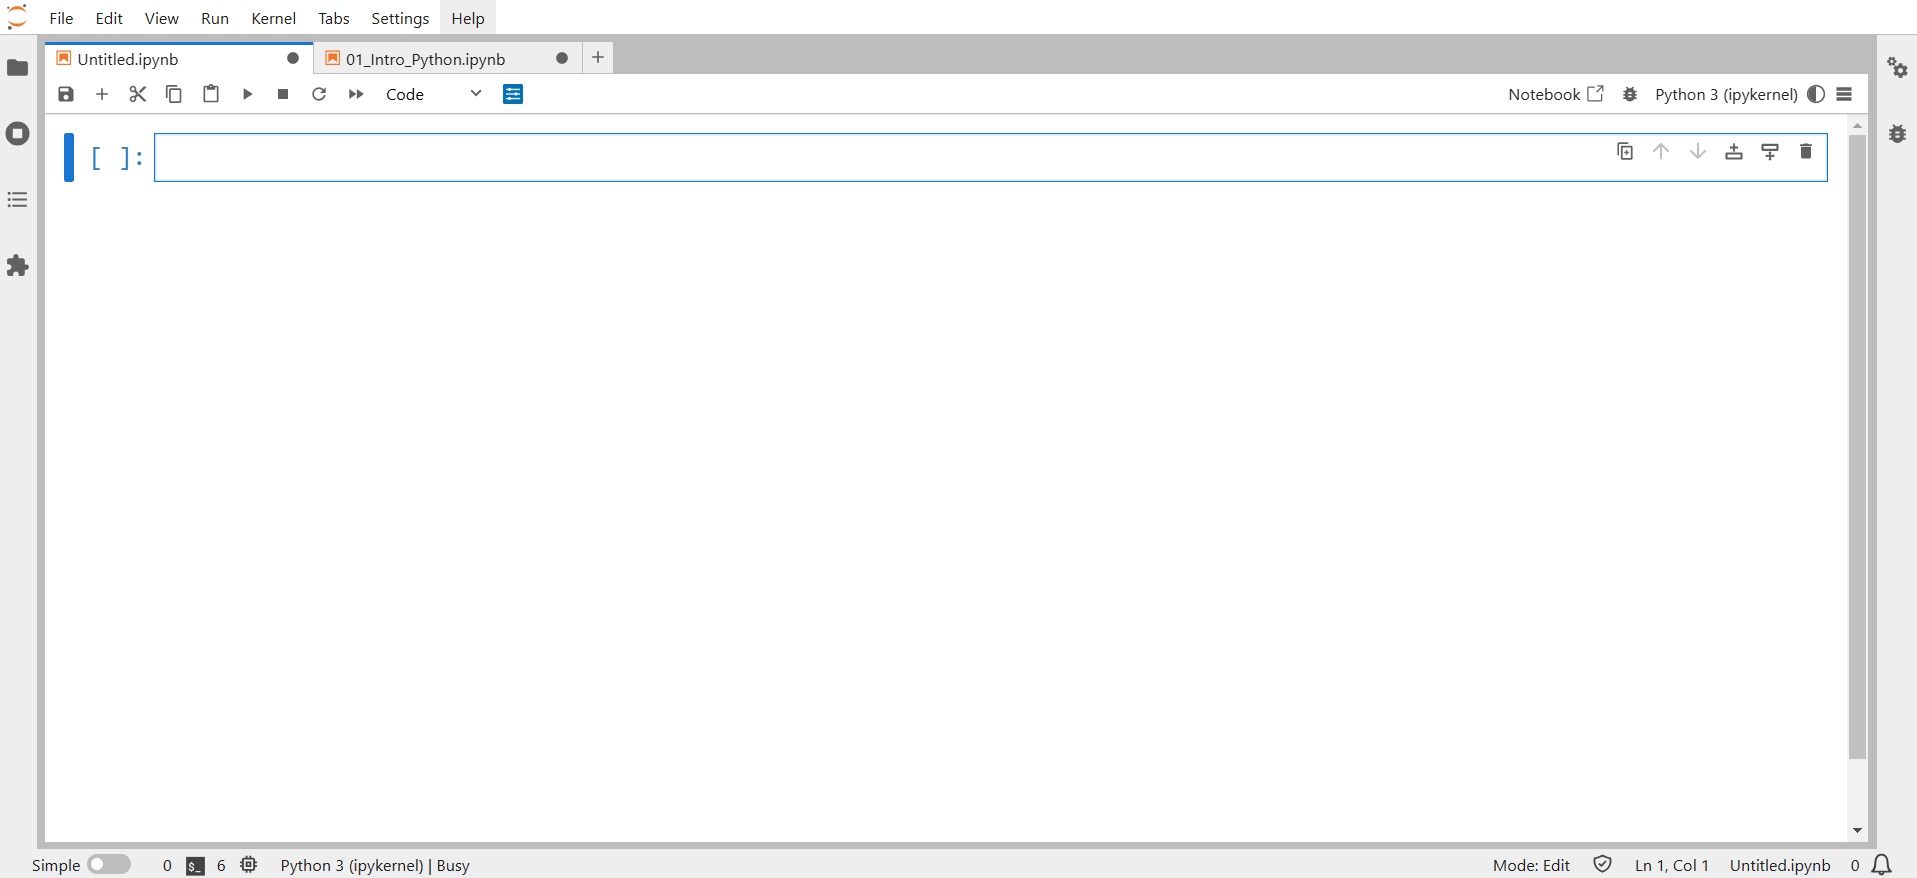 File Edit View Run Kernel Tabs Settings Help
Untitled.ipynb 01_Intro_Python.ipynb
Code Notebook Python 3 (ipykernel)
[ ]:
Simple 0 $_ 6 Python 3 (ipykernel) | Busy Mode: Edit Ln 1, Col 1 Untitled.ipynb 0